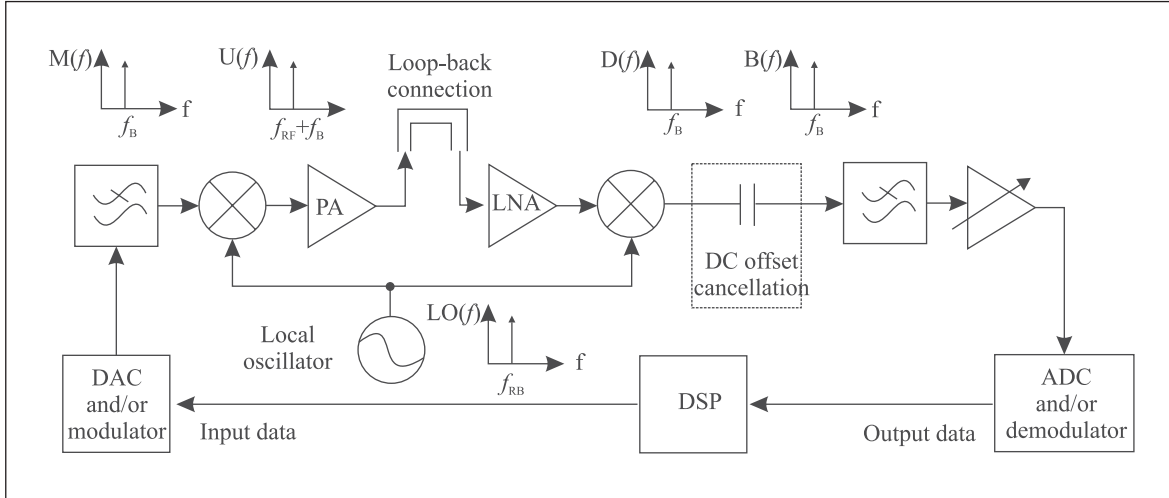 M(f)
f
f_B
U(f)
f_RF+f_B
Loop-back
connection
D(f)
f
f_B
B(f)
f
f_B
PA
LNA
DC offset
cancellation
Local
oscillator
LO(f)
f
f_RB
DAC
and/or
modulator
Input data
DSP
Output data
ADC
and/or
demodulator